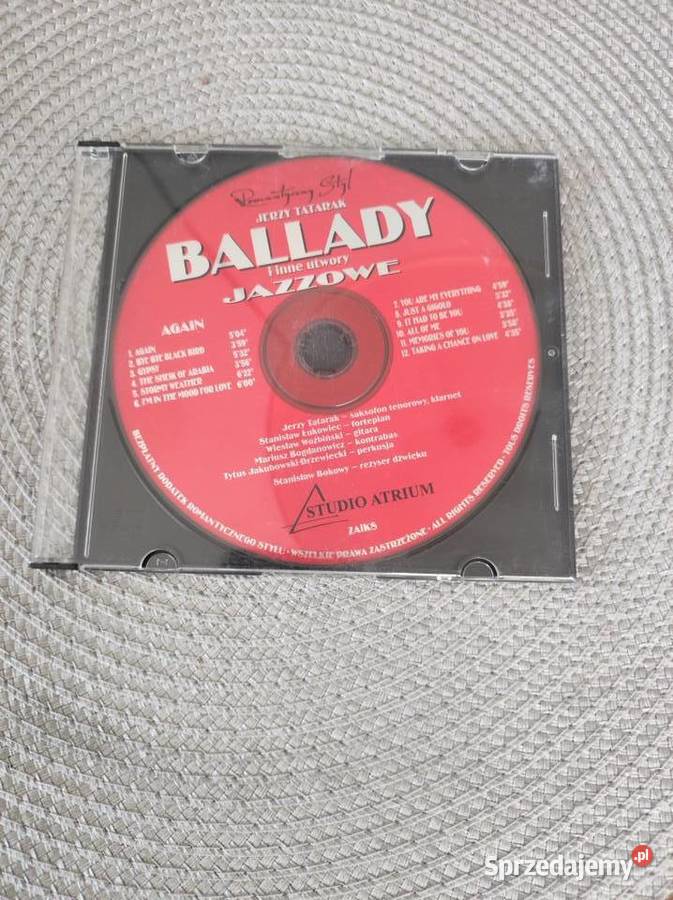 Romantyczny Styl
JERZY TATARAK
BALLADY
i inne utwory
JAZZOWE
AGAIN
1. AGAIN 5'04"
2. BYE BYE BLACK BIRD 3'59"
3. GYPSY 5'32"
4. THE SHEIK OF ARABIA 3'56"
5. STORMY WEATHER 6'22"
6. I'M IN THE MOOD FOR LOVE 6'00"
7. YOU ARE MY EVERYTHING 4'59"
8. JUST A GIGOLO 3'32"
9. IT HAD TO BE YOU 4'38"
10. ALL OF ME 3'35"
11. MEMORIES OF YOU 3'58"
12. TAKING A CHANCE ON LOVE 4'35"
Jerzy Tatarak – saksofon tenorowy, klarnet
Stanisław Łukowiec – fortepian
Wiesław Woźbiński – gitara
Mariusz Bogdanowicz – kontrabas
Tytus Jakubowski-Drzewiecki – perkusja
Stanisław Bokowy – reżyser dźwięku
STUDIO ATRIUM
ZAIKS
BEZPŁATNY DODATEK ROMANTYCZNEGO STYLU • WSZELKIE PRAWA ZASTRZEŻONE • ALL RIGHTS RESERVED • TOUS DROITS RESERVES
Sprzedajemy.pl